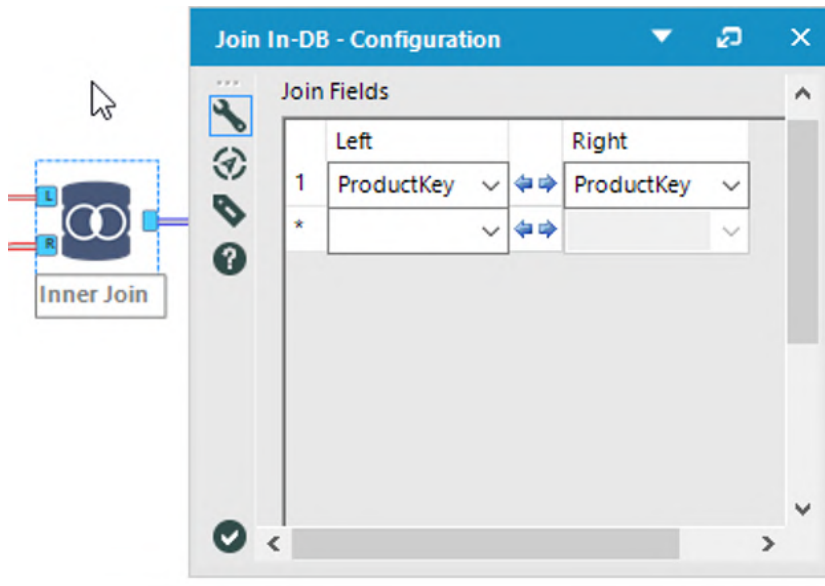 Join In-DB - Configuration
Join Fields
Left Right
1 ProductKey ProductKey
*
L
R
Inner Join
?